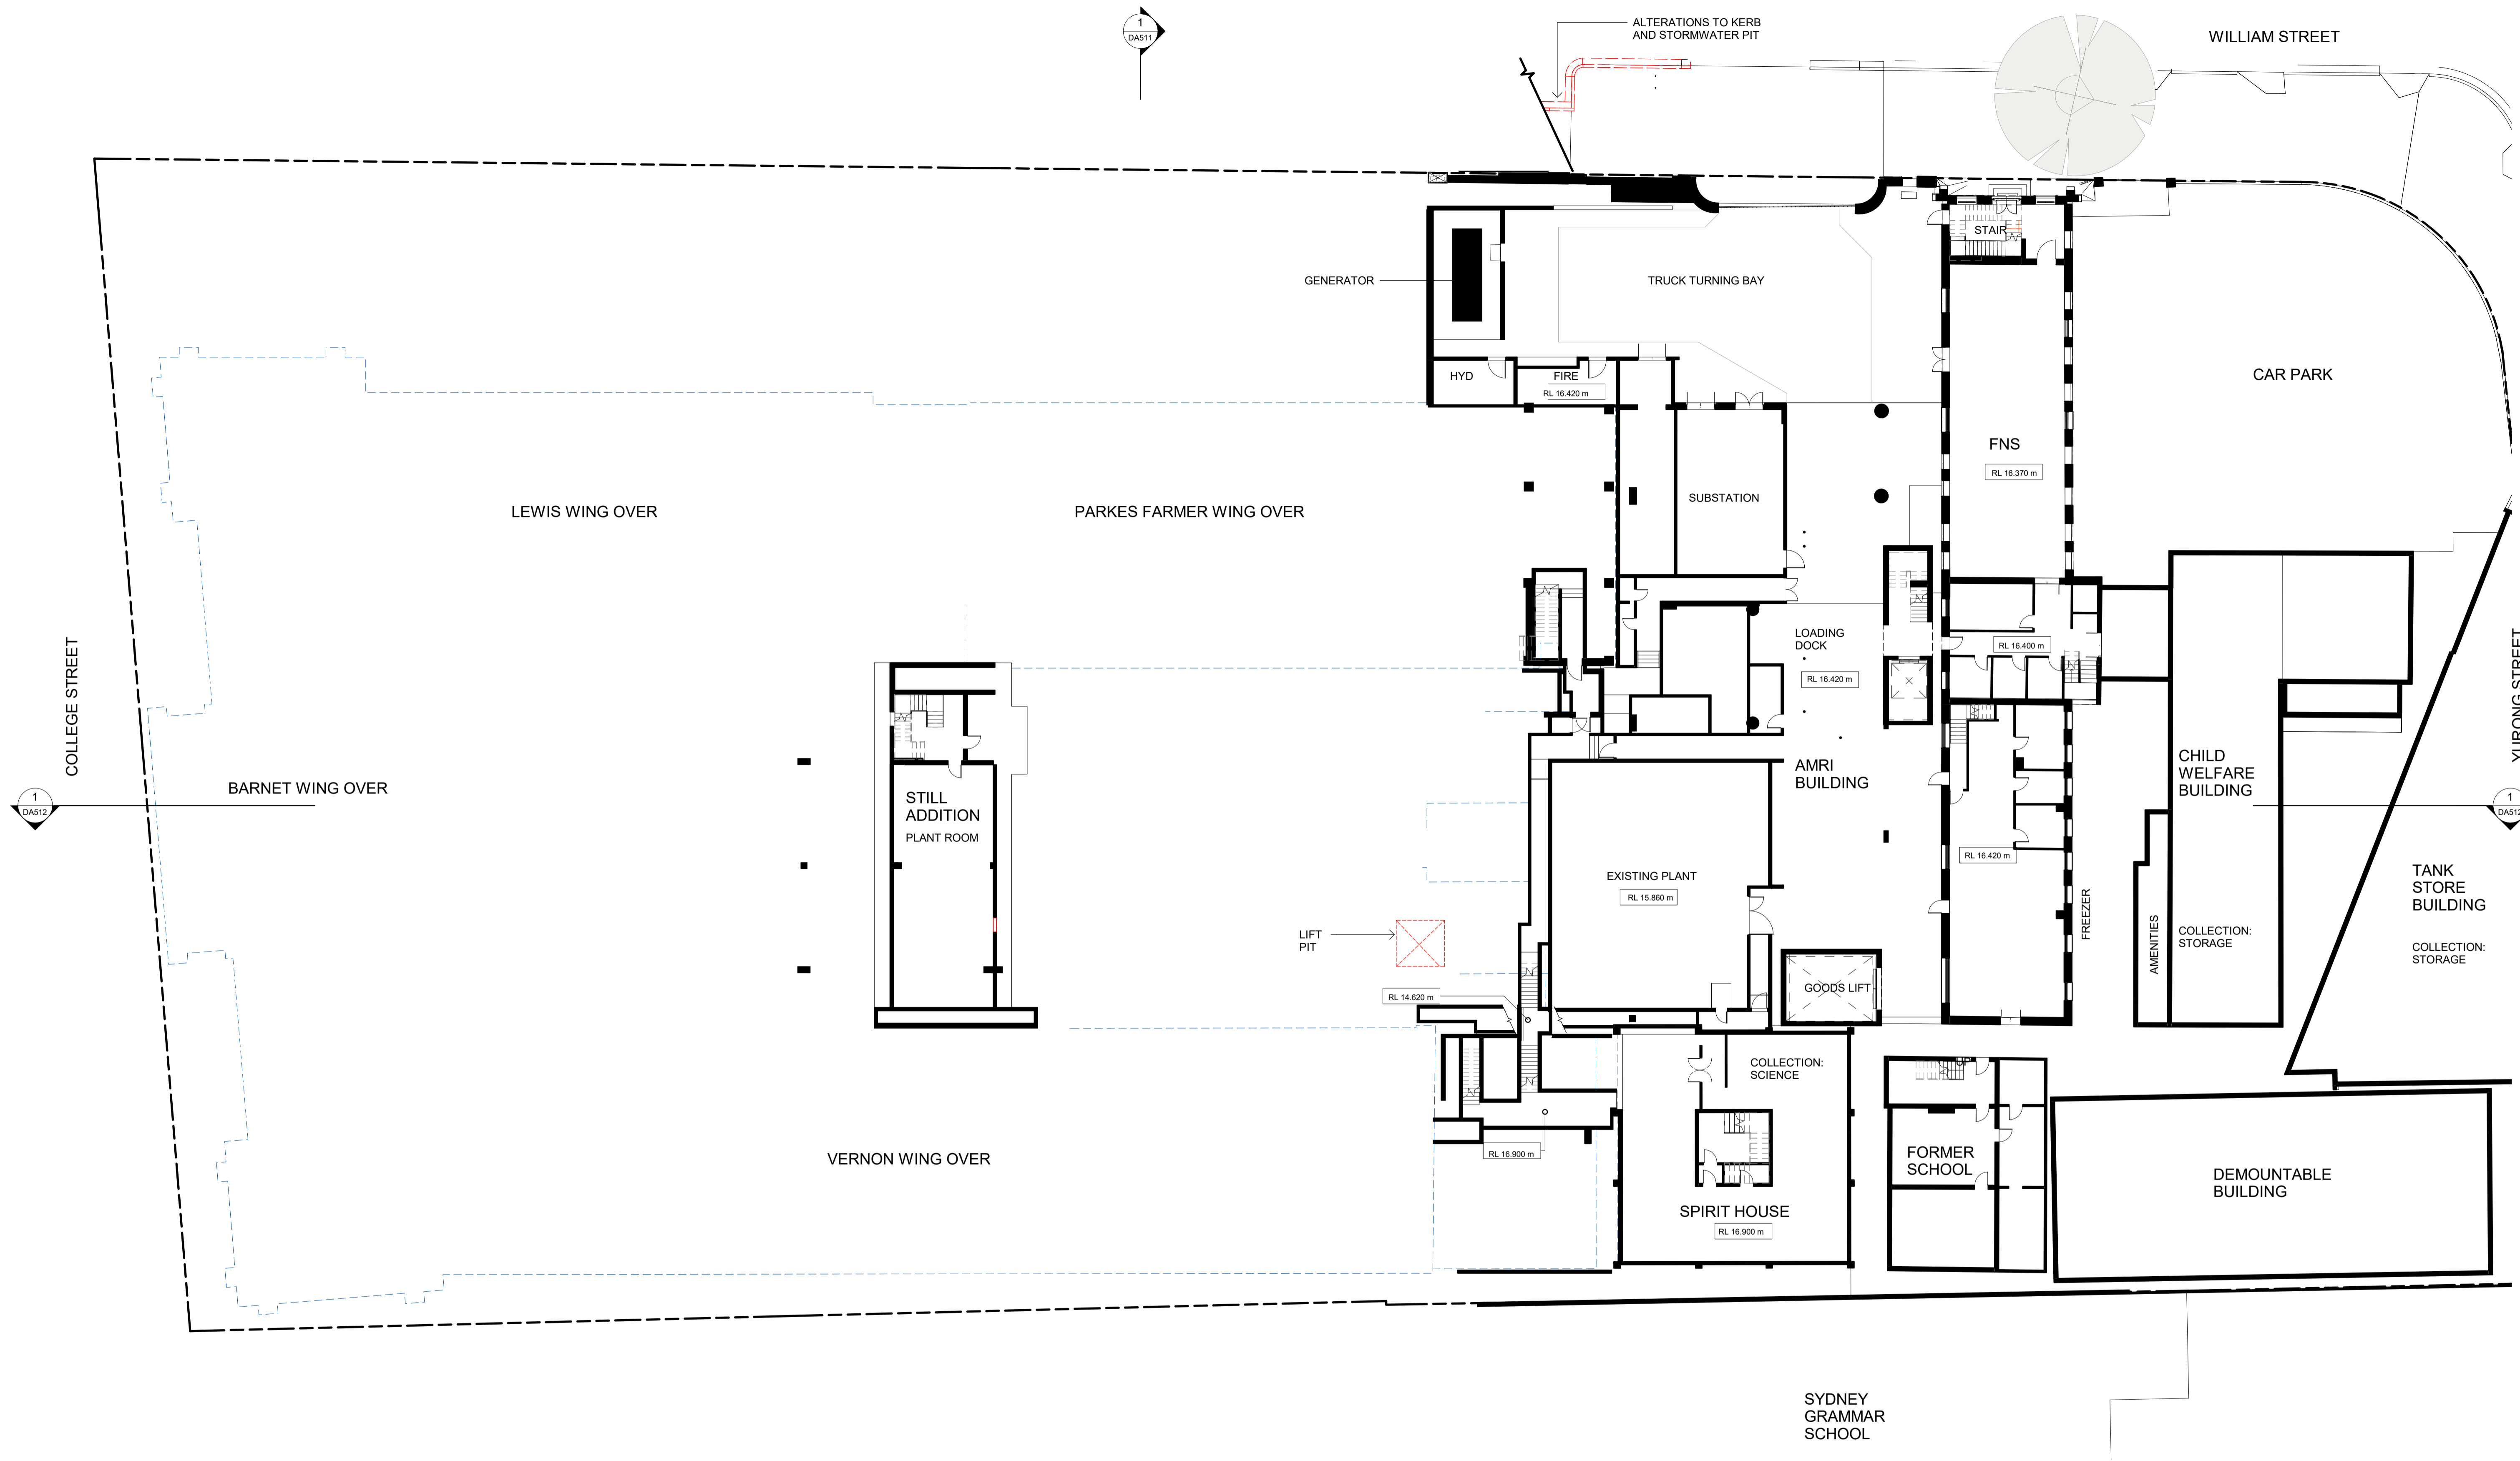 1
DA511
ALTERATIONS TO KERB
AND STORMWATER PIT
WILLIAM STREET
STAIR
GENERATOR
TRUCK TURNING BAY
HYD
FIRE
RL 16.420 m
CAR PARK
FNS
RL 16.370 m
LEWIS WING OVER
PARKES FARMER WING OVER
SUBSTATION
LOADING
DOCK
RL 16.420 m
RL 16.400 m
COLLEGE STREET
YURONG STREET
1
DA512
BARNET WING OVER
STILL
ADDITION
PLANT ROOM
AMRI
BUILDING
CHILD
WELFARE
BUILDING
1
DA512
EXISTING PLANT
RL 15.860 m
RL 16.420 m
FREEZER
AMENITIES
COLLECTION:
STORAGE
TANK
STORE
BUILDING
COLLECTION:
STORAGE
LIFT
PIT
GOODS LIFT
RL 14.620 m
COLLECTION:
SCIENCE
VERNON WING OVER
RL 16.900 m
FORMER
SCHOOL
DEMOUNTABLE
BUILDING
SPIRIT HOUSE
RL 16.900 m
SYDNEY
GRAMMAR
SCHOOL